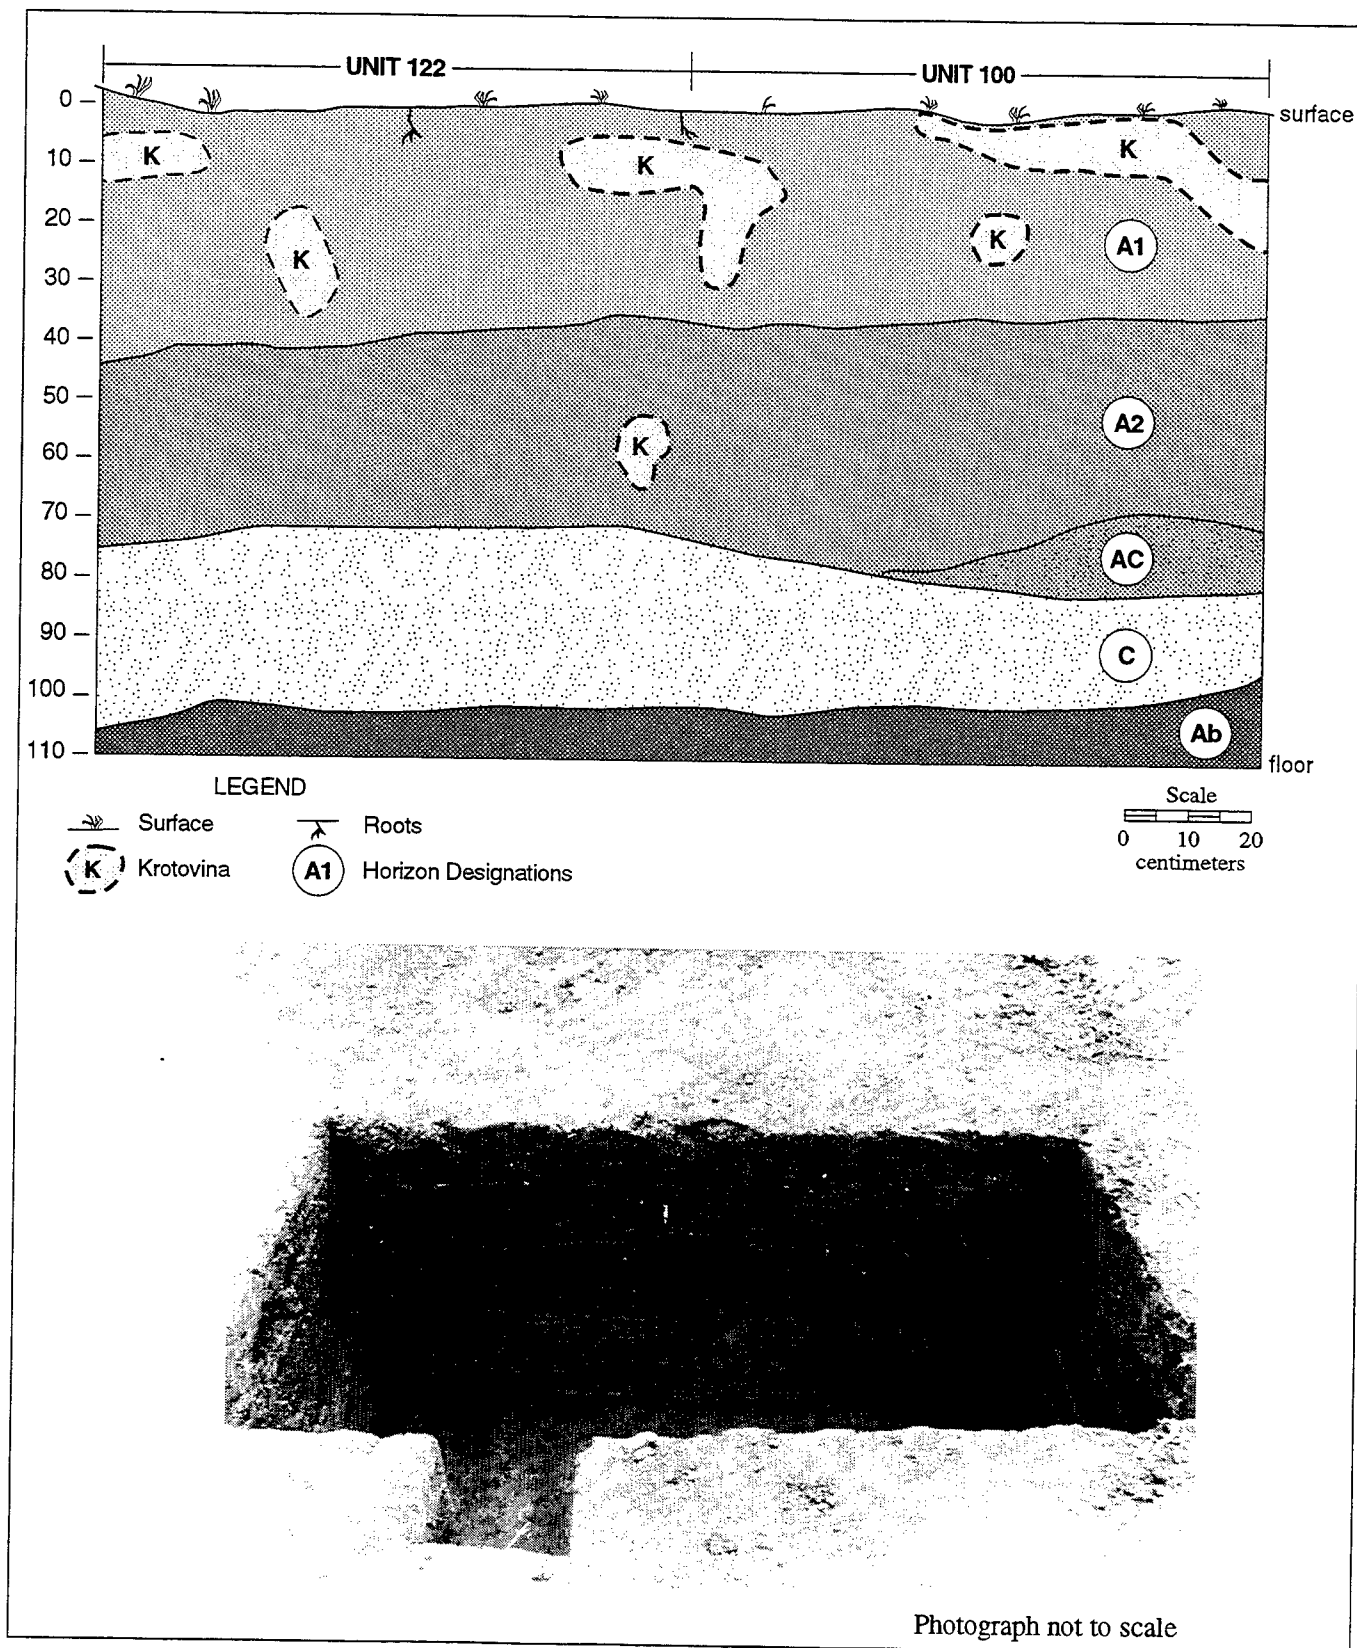 UNIT 122 UNIT 100
0 surface
10 K K K
20 K A1
30 K
40
50 A2
60 K
70
80 AC
90 C
100
110 Ab
floor
LEGEND
Surface Roots
K Krotovina A1 Horizon Designations
Scale
0 10 20
centimeters
Photograph not to scale